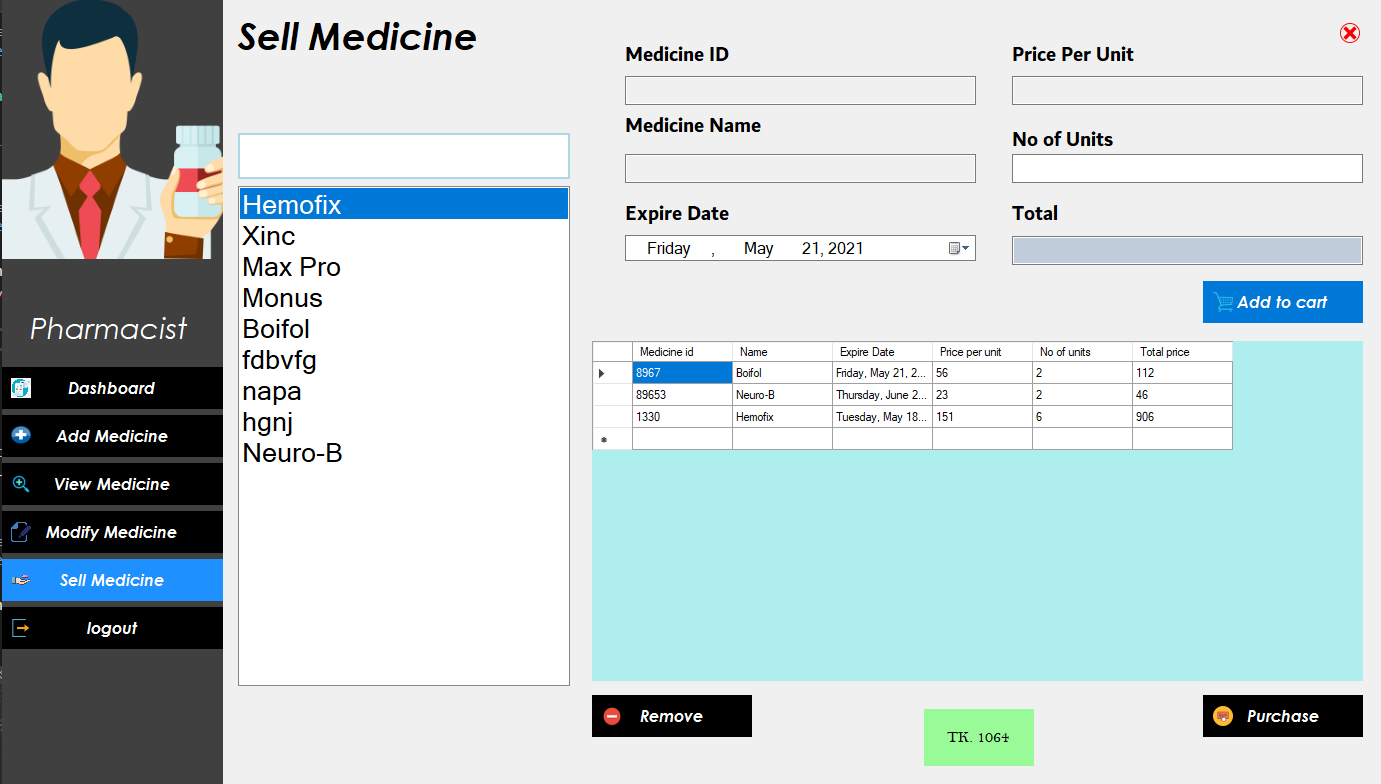 Sell Medicine
Pharmacist
Dashboard
Add Medicine
View Medicine
Modify Medicine
Sell Medicine
logout
Hemofix
Xinc
Max Pro
Monus
Boifol
fdbvfg
napa
hgnj
Neuro-B
Medicine ID
Medicine Name
Expire Date
Friday , May 21, 2021
Price Per Unit
No of Units
Total
Add to cart
Medicine id Name Expire Date Price per unit No of units Total price
8967 Boifol Friday, May 21, 2... 56 2 112
89653 Neuro-B Thursday, June 2... 23 2 46
1330 Hemofix Tuesday, May 18... 151 6 906
Remove
TK. 1064
Purchase